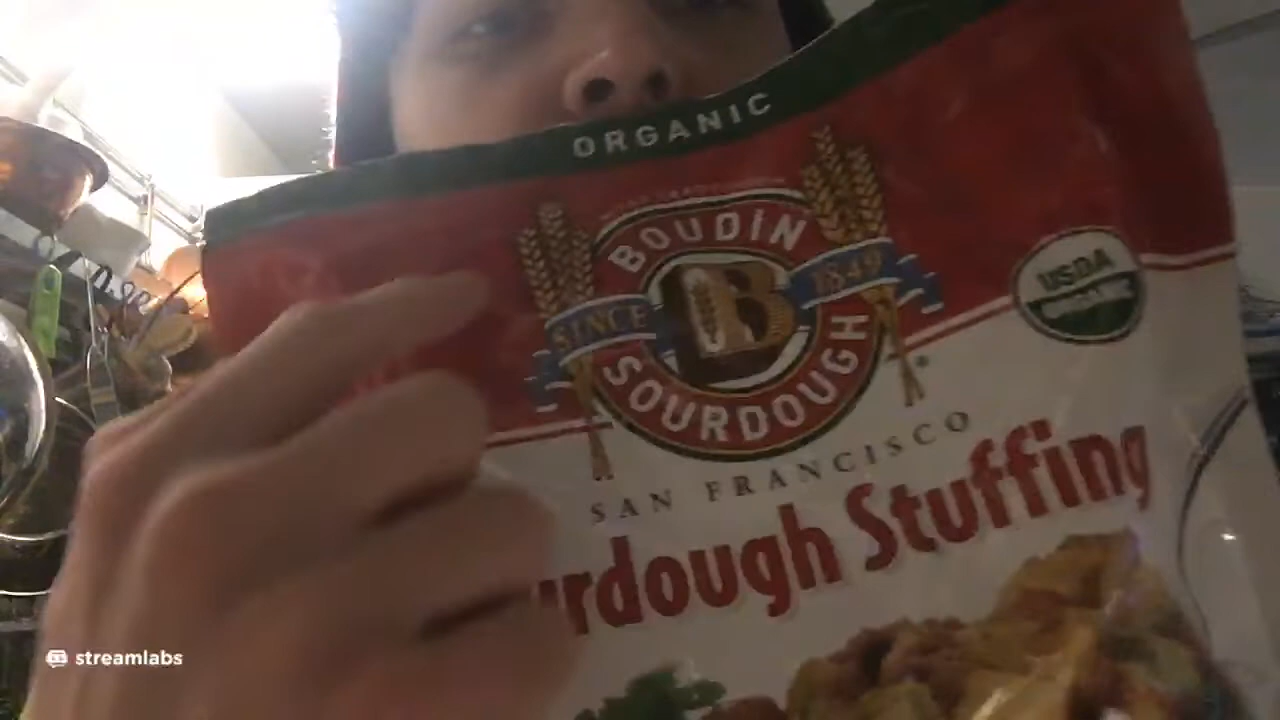 ORGANIC
BOUDIN
SINCE 1849
SOURDOUGH
USDA
ORGANIC
SAN FRANCISCO
urdough Stuffing
streamlabs